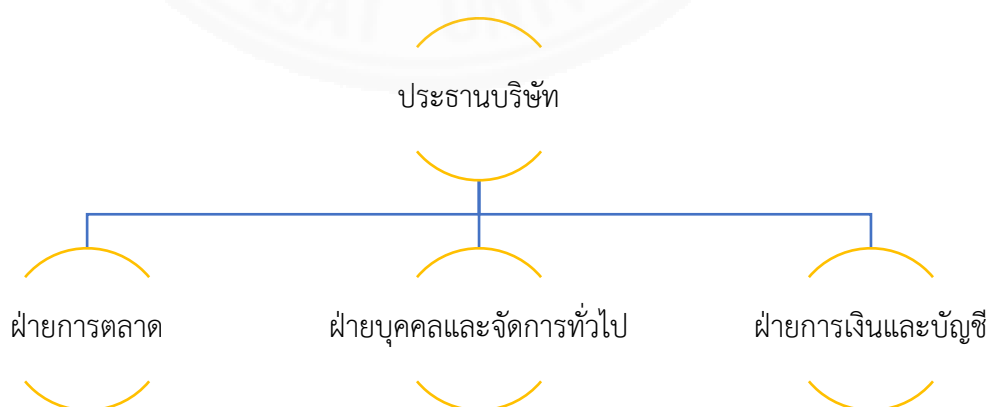 ประธานบริษัท
ฝ่ายการตลาด
ฝ่ายบุคคลและจัดการทั่วไป
ฝ่ายการเงินและบัญชี